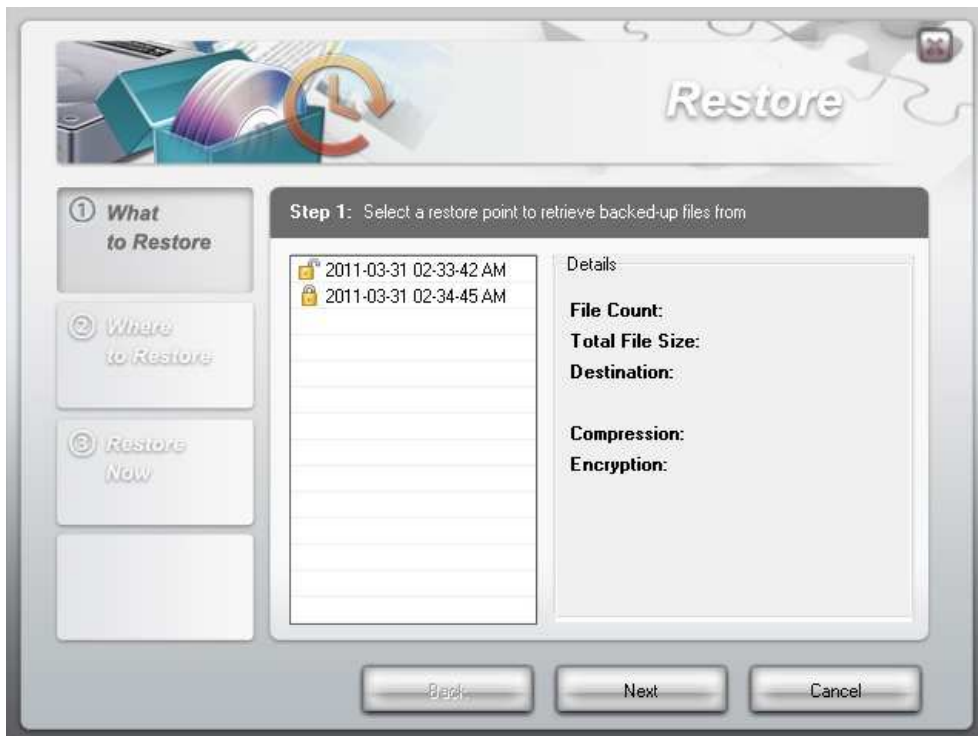 Restore
① What
to Restore
② Where
to Restore
③ Restore
Now
Step 1: Select a restore point to retrieve backed-up files from
2011-03-31 02-33-42 AM
2011-03-31 02-34-45 AM
Details
File Count:
Total File Size:
Destination:
Compression:
Encryption:
Back
Next
Cancel